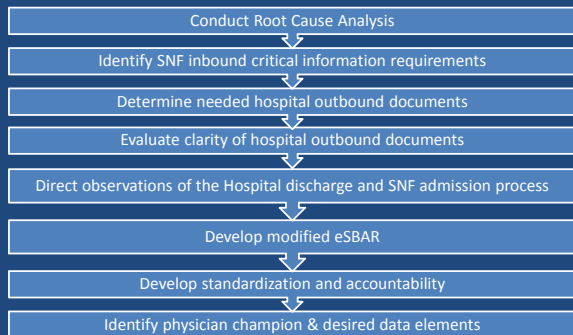 Conduct Root Cause Analysis
Identify SNF inbound critical information requirements
Determine needed hospital outbound documents
Evaluate clarity of hospital outbound documents
Direct observations of the Hospital discharge and SNF admission process
Develop modified eSBAR
Develop standardization and accountability
Identify physician champion & desired data elements